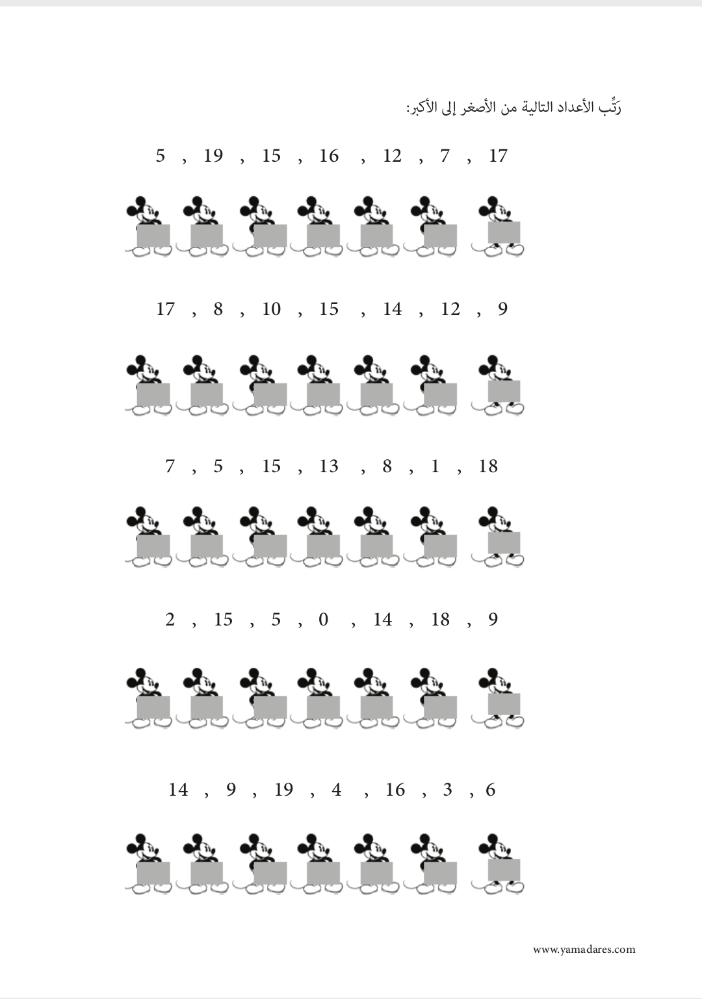 رَتِّب الأعداد التالية من الأصغر إلى الأكبر:
5 , 19 , 15 , 16 , 12 , 7 , 17
17 , 8 , 10 , 15 , 14 , 12 , 9
7 , 5 , 15 , 13 , 8 , 1 , 18
2 , 15 , 5 , 0 , 14 , 18 , 9
14 , 9 , 19 , 4 , 16 , 3 , 6
www.yamadares.com